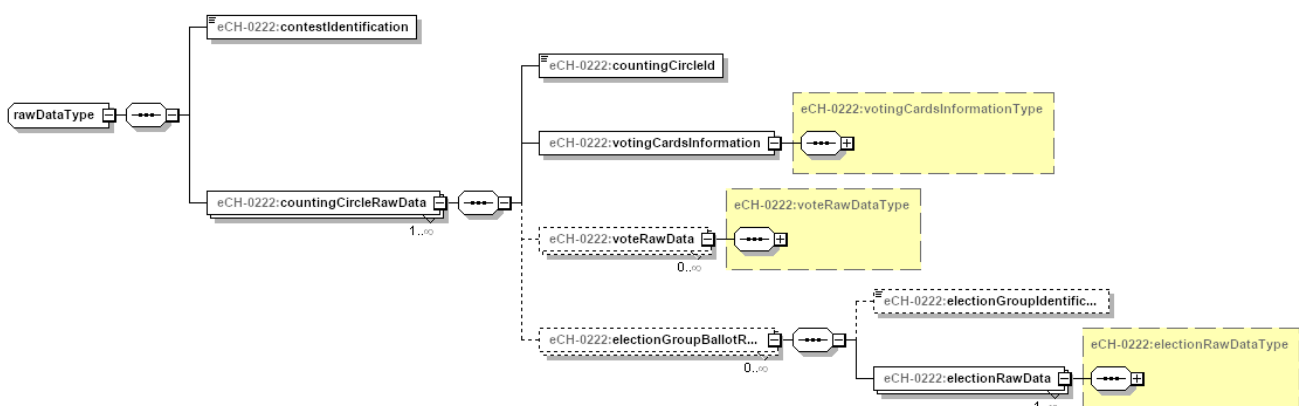 eCH-0222:contestIdentification
rawDataType
eCH-0222:countingCircleRawData
1..∞
eCH-0222:countingCircleId
eCH-0222:votingCardsInformationType
eCH-0222:votingCardsInformation
eCH-0222:voteRawDataType
eCH-0222:voteRawData
0..∞
eCH-0222:electionGroupIdentific...
eCH-0222:electionGroupBallotR...
0..∞
eCH-0222:electionRawDataType
eCH-0222:electionRawData
1..∞